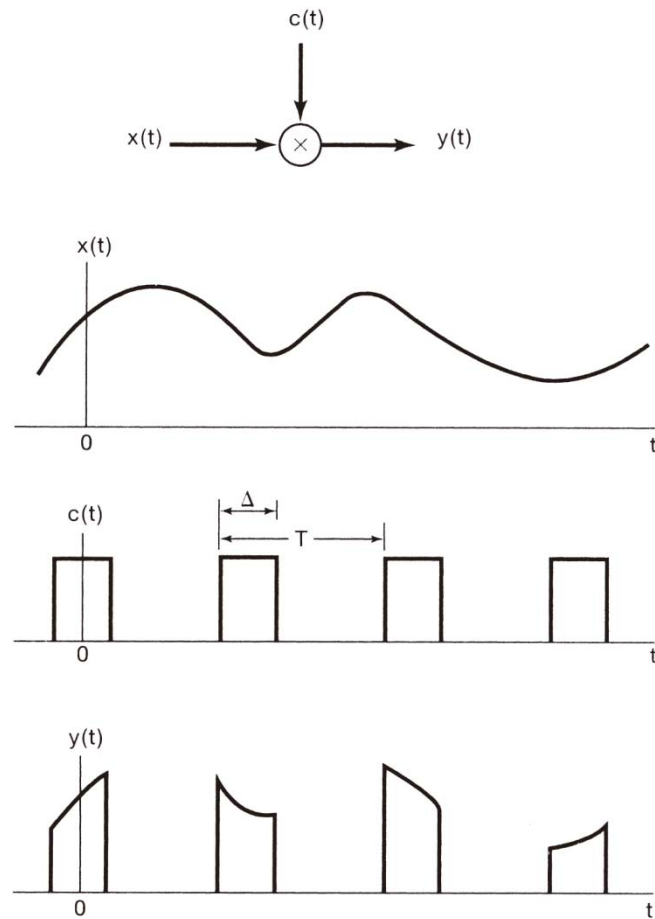 c(t)
x(t) × y(t)
x(t)
0 t
Δ
c(t)
T
0 t
y(t)
0 t